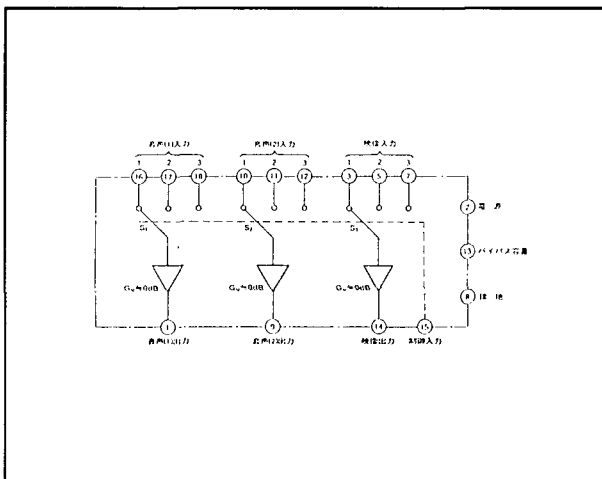 音声(1)入力 音声(2)入力 映像入力
1 2 3 1 2 3 1 2 3
16 17 18 10 11 12 3 5 7
2 電源
S₁ S₂ S₃
13 バイパス容量
Gᵥ≒0dB Gᵥ≒0dB Gᵥ≒0dB
8 接地
1 9 14 15
音声(1)出力 音声(2)出力 映像出力 制御入力